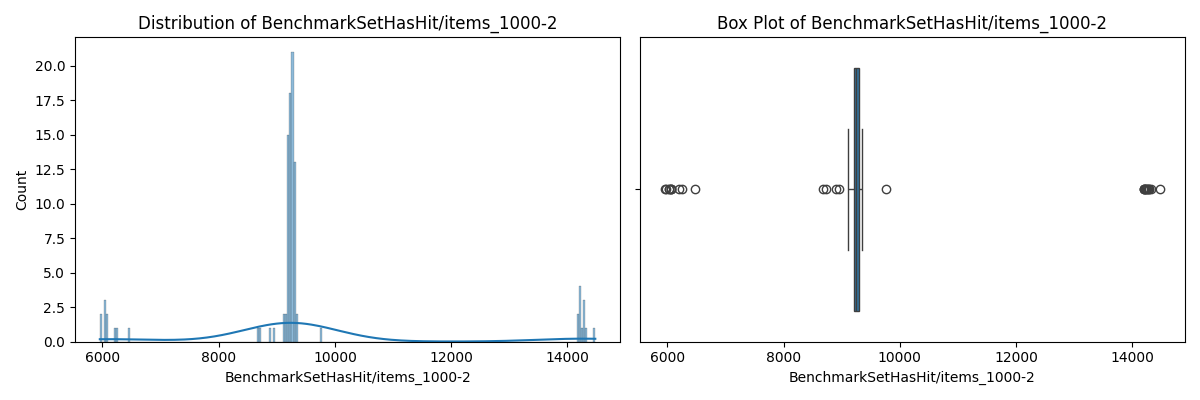 Distribution of BenchmarkSetHasHit/items_1000-2
Count
20.0
17.5
15.0
12.5
10.0
7.5
5.0
2.5
0.0
6000 8000 10000 12000 14000
BenchmarkSetHasHit/items_1000-2
Box Plot of BenchmarkSetHasHit/items_1000-2
6000 8000 10000 12000 14000
BenchmarkSetHasHit/items_1000-2